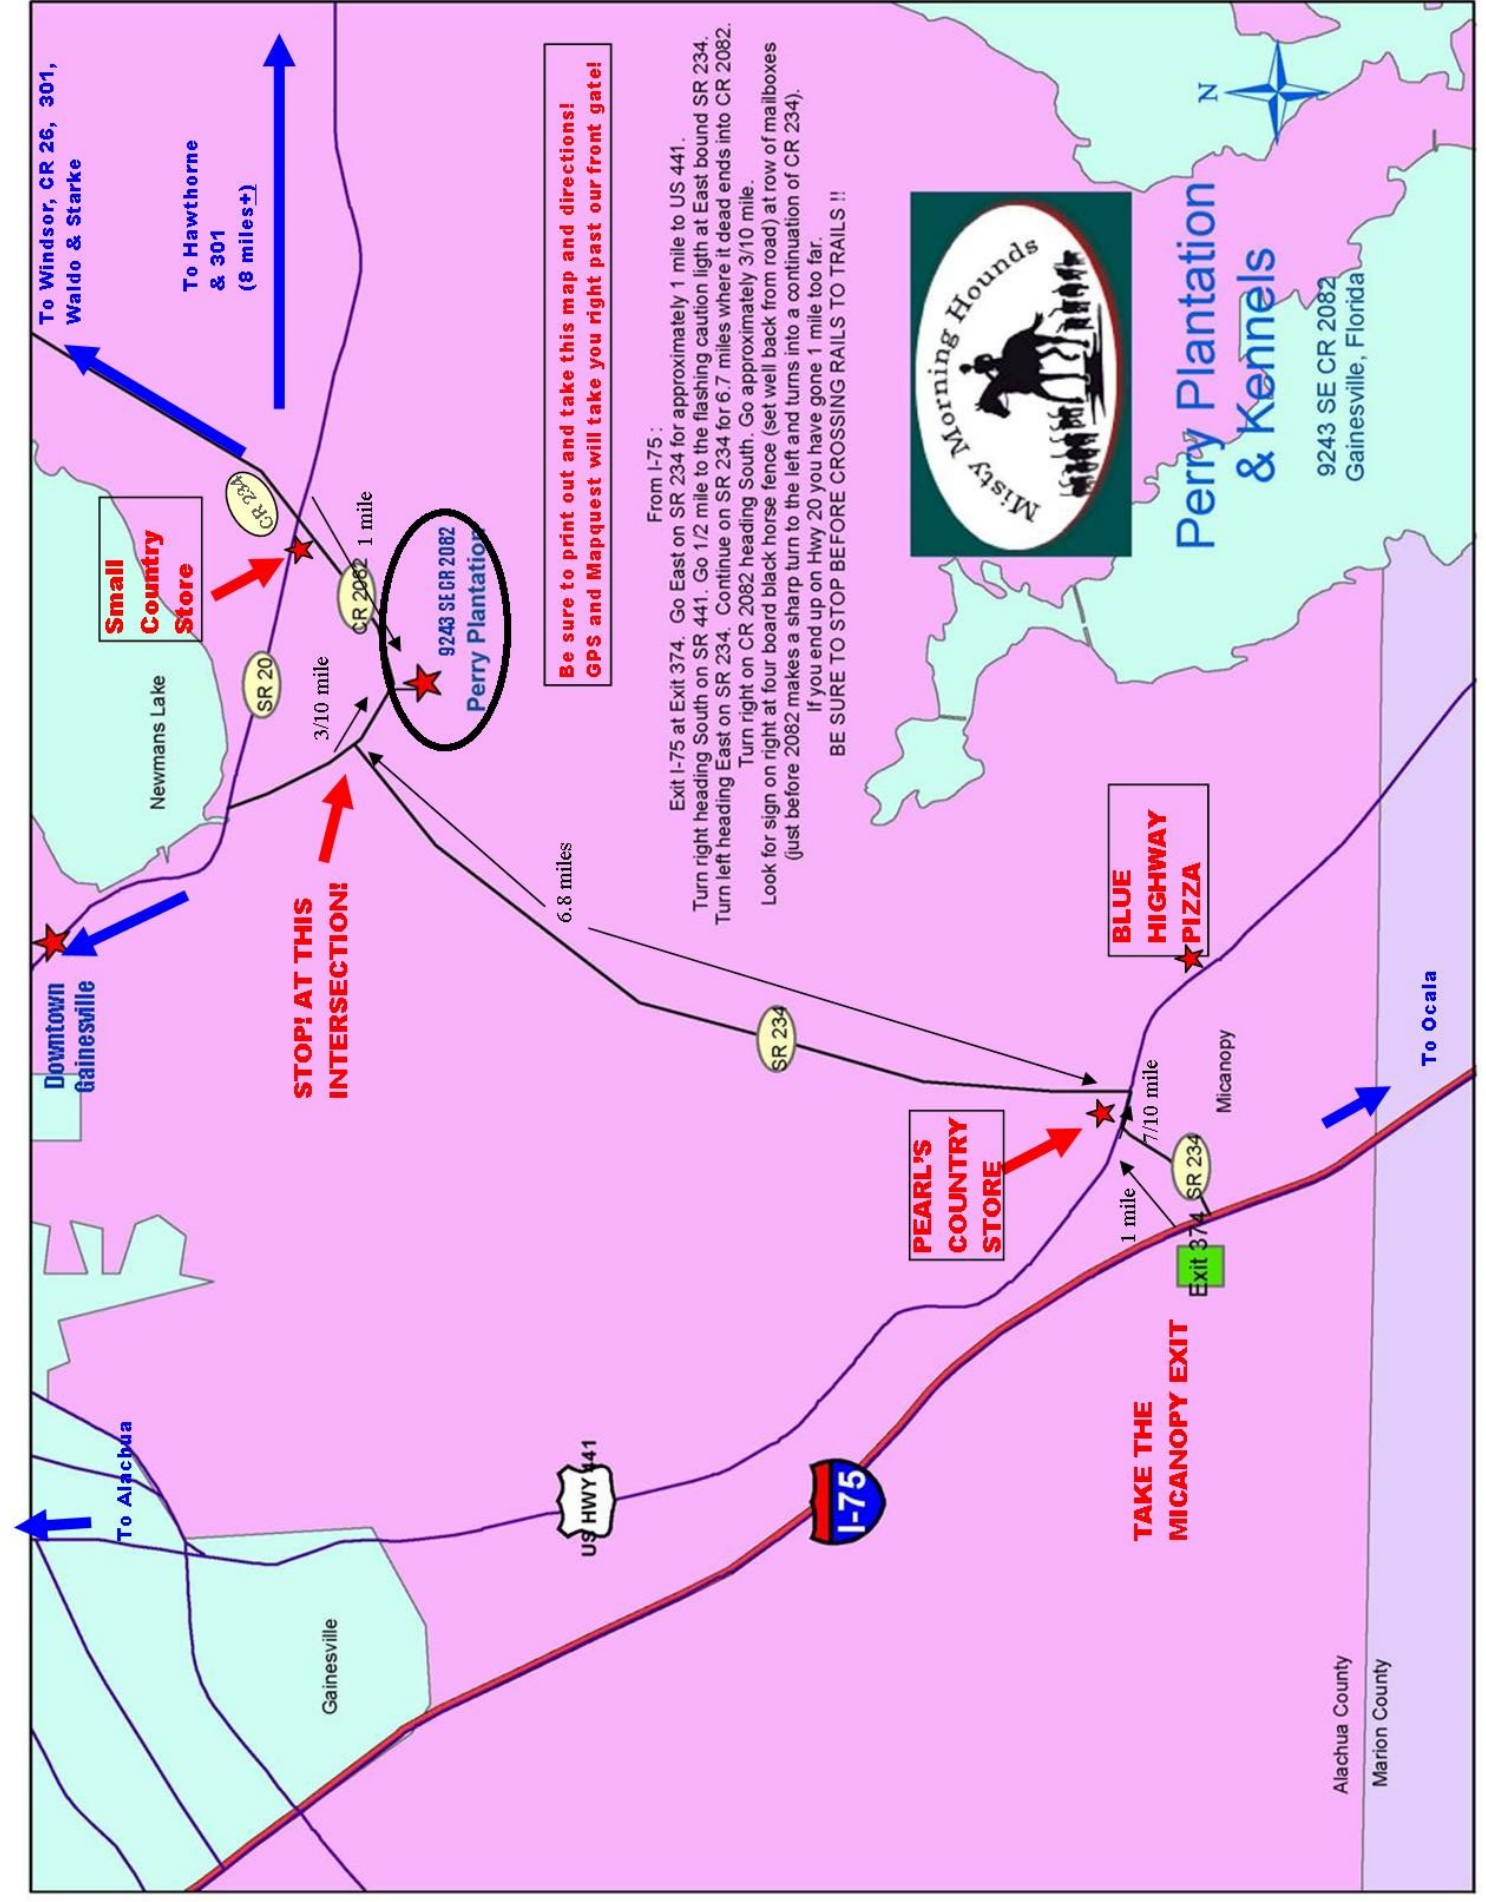 To Windsor, CR 26, 301,
Waldo & Starke
To Hawthorne
& 301
(8 miles+)
Small
Country
Store
CR 234
SR 20
CR 2082
1 mile
3/10 mile
Newmans Lake
9243 SE CR 2082
Perry Plantation
Downtown
Gainesville
STOP! AT THIS
INTERSECTION!
Be sure to print out and take this map and directions!
GPS and Mapquest will take you right past our front gate!
From I-75 :
Exit I-75 at Exit 374. Go East on SR 234 for approximately 1 mile to US 441.
Turn right heading South on SR 441. Go 1/2 mile to the flashing caution ligth at East bound SR 234.
Turn left heading East on SR 234. Continue on SR 234 for 6.7 miles where it dead ends into CR 2082.
Turn right on CR 2082 heading South. Go approximately 3/10 mile.
Look for sign on right at four board black horse fence (set well back from road) at row of mailboxes
(just before 2082 makes a sharp turn to the left and turns into a continuation of CR 234).
If you end up on Hwy 20 you have gone 1 mile too far.
BE SURE TO STOP BEFORE CROSSING RAILS TO TRAILS !!
6.8 miles
SR 234
Misty Morning Hounds
N
Perry Plantation
& Kennels
9243 SE CR 2082
Gainesville, Florida
BLUE
HIGHWAY
PIZZA
PEARL'S
COUNTRY
STORE
7/10 mile
1 mile
SR 234
Micanopy
Exit 374
To Ocala
TAKE THE
MICANOPY EXIT
US HWY 441
I-75
To Alachua
Gainesville
Alachua County
Marion County